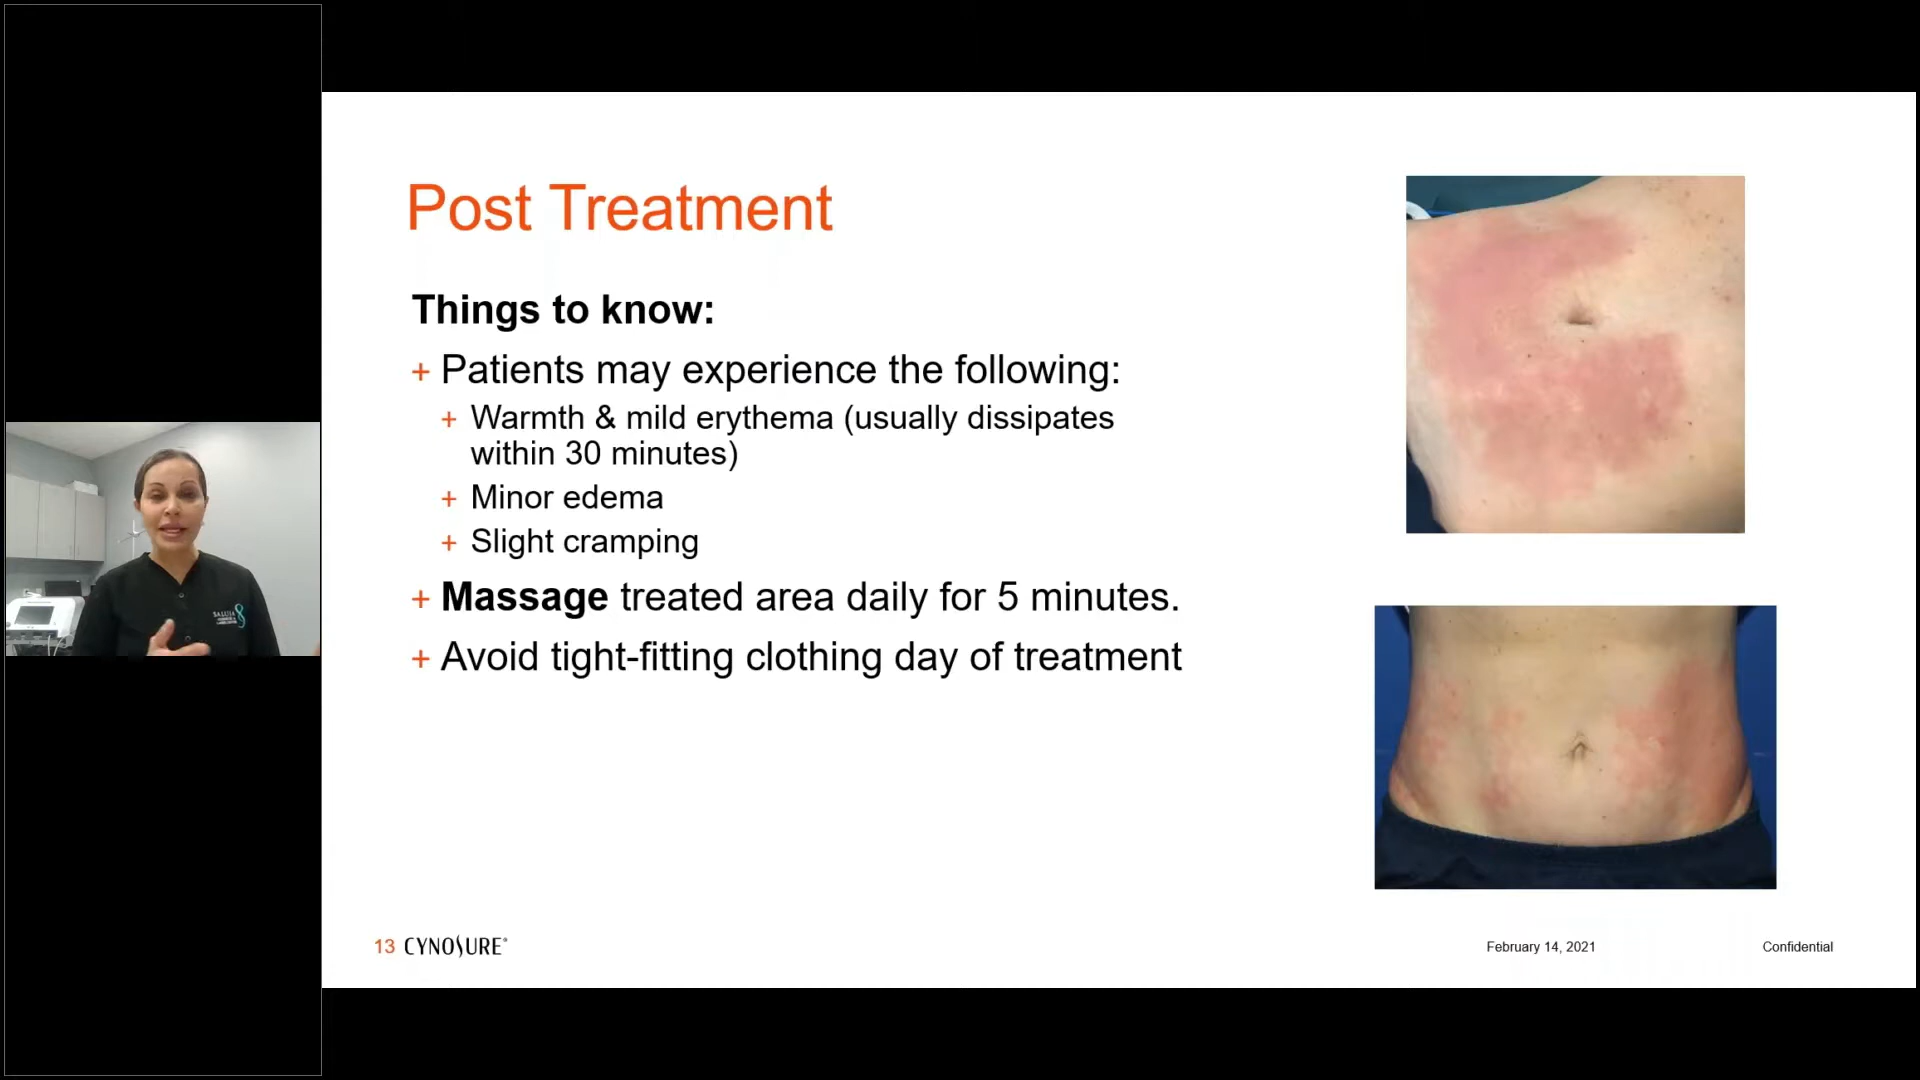 Post Treatment
Things to know:
+ Patients may experience the following:
+ Warmth & mild erythema (usually dissipates
within 30 minutes)
+ Minor edema
+ Slight cramping
+ Massage treated area daily for 5 minutes.
+ Avoid tight-fitting clothing day of treatment
13 CYNOSURE®
February 14, 2021
Confidential